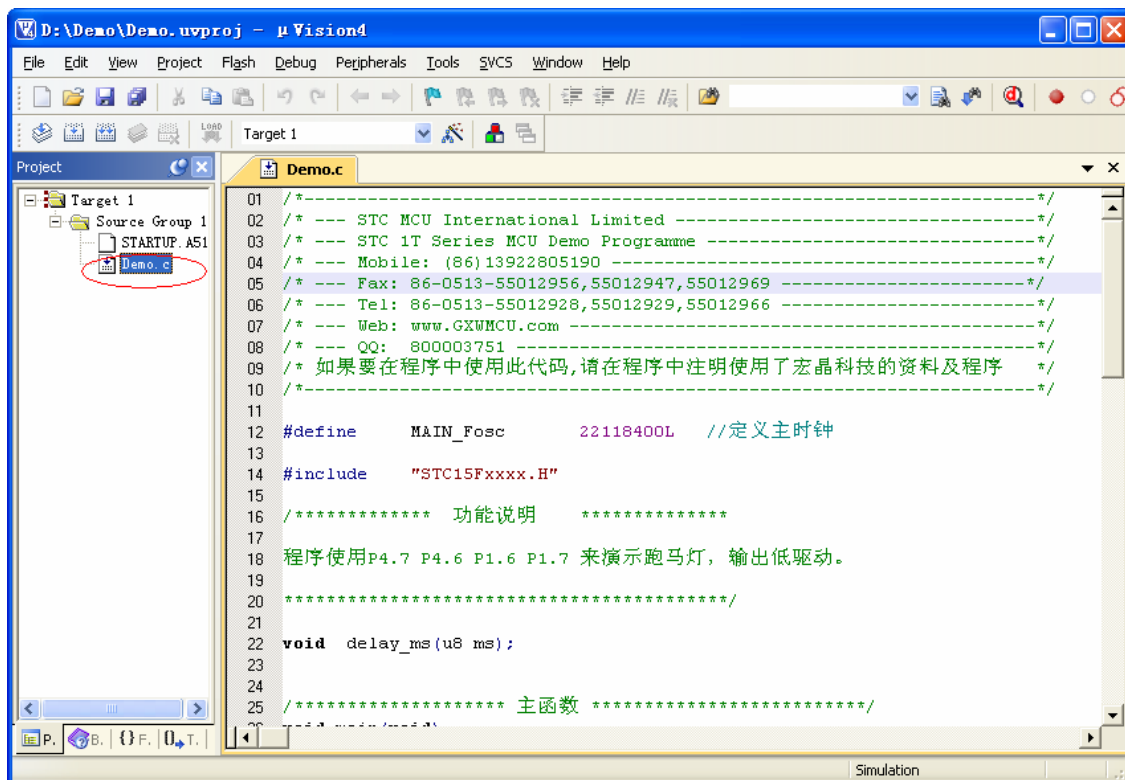 D:\Demo\Demo.uvproj - µVision4
File Edit View Project Flash Debug Peripherals Tools SVCS Window Help
LOAD Target 1
Project
Demo.c
Target 1
Source Group 1
STARTUP.A51
Demo.c
01 /*---------------------------------------------------------------------*/
02 /* --- STC MCU International Limited ----------------------------------*/
03 /* --- STC 1T Series MCU Demo Programme -------------------------------*/
04 /* --- Mobile: (86)13922805190 ----------------------------------------*/
05 /* --- Fax: 86-0513-55012956,55012947,55012969 -----------------------*/
06 /* --- Tel: 86-0513-55012928,55012929,55012966 ------------------------*/
07 /* --- Web: www.GXWMCU.com --------------------------------------------*/
08 /* --- QQ:  800003751 -------------------------------------------------*/
09 /* 如果要在程序中使用此代码,请在程序中注明使用了宏晶科技的资料及程序 */
10 /*---------------------------------------------------------------------*/
11
12 #define MAIN_Fosc 22118400L //定义主时钟
13
14 #include "STC15Fxxxx.H"
15
16 /************* 功能说明 **************
17
18 程序使用P4.7 P4.6 P1.6 P1.7 来演示跑马灯，输出低驱动。
19
20 ******************************************/
21
22 void delay_ms(u8 ms);
23
24
25 /******************** 主函数 **************************/
26 void main(void)
P. B. {} F. 0 T.
Simulation